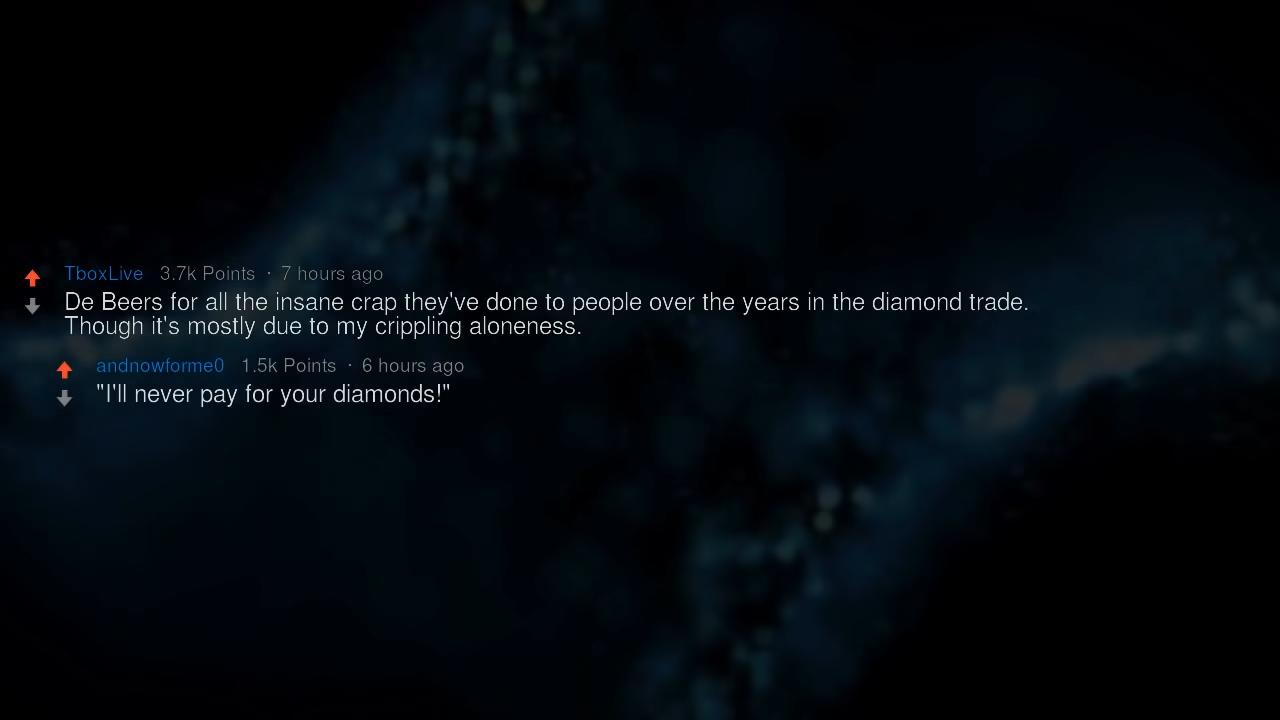 TboxLive 3.7k Points · 7 hours ago
De Beers for all the insane crap they've done to people over the years in the diamond trade.
Though it's mostly due to my crippling aloneness.
andnowforme0 1.5k Points · 6 hours ago
"I'll never pay for your diamonds!"